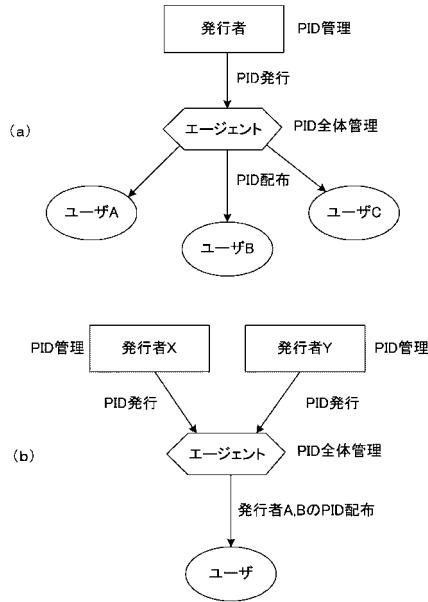 発行者
PID管理
PID発行
(a)
エージェント
PID全体管理
PID配布
ユーザA
ユーザB
ユーザC
PID管理
発行者X
発行者Y
PID管理
PID発行
PID発行
(b)
エージェント
PID全体管理
発行者A,BのPID配布
ユーザ